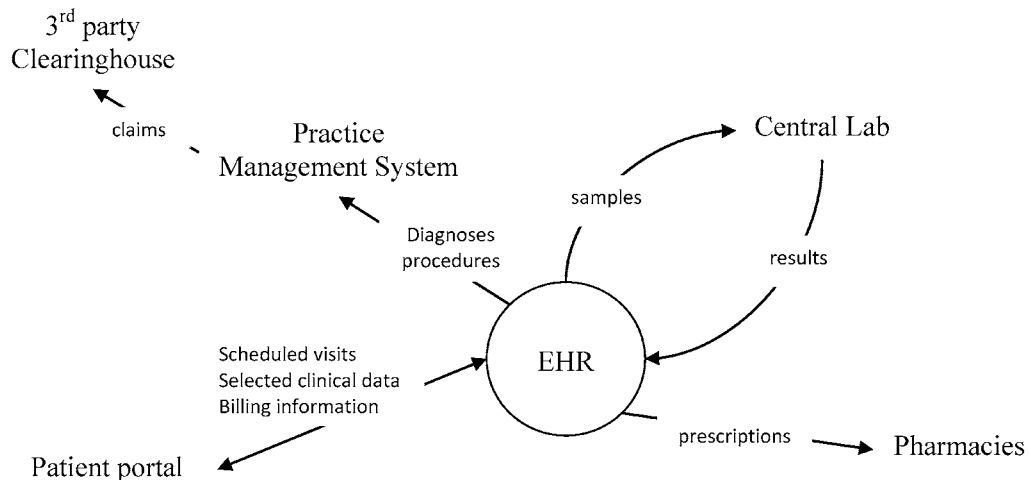 3rd party
Clearinghouse
claims
Practice
Management System
Central Lab
samples
Diagnoses
procedures
results
Scheduled visits
Selected clinical data
Billing information
EHR
prescriptions
Pharmacies
Patient portal